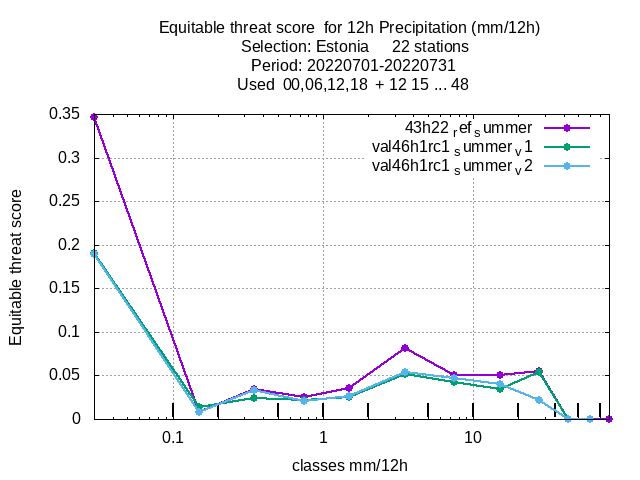 Equitable threat score  for 12h Precipitation (mm/12h)
Selection: Estonia     22 stations
Period: 20220701-20220731
Used  00,06,12,18  + 12 15 ... 48
43h22_ref_summer
val46h1rc1_summer_v1
val46h1rc1_summer_v2
0.35
0.3
0.25
0.2
0.15
0.1
0.05
0
Equitable threat score
0.1
1
10
classes mm/12h